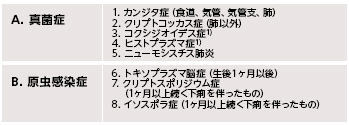 A. 真菌症
1. カンジダ症 (食道、気管、気管支、肺)
2. クリプトコッカス症 (肺以外)
3. コクシジオイデス症1)
4. ヒストプラズマ症1)
5. ニューモシスチス肺炎
B. 原虫感染症
6. トキソプラズマ脳症 (生後1ヶ月以後)
7. クリプトスポリジウム症
(1ヶ月以上続く下痢を伴ったもの)
8. イソスポラ症 (1ヶ月以上続く下痢を伴ったもの)